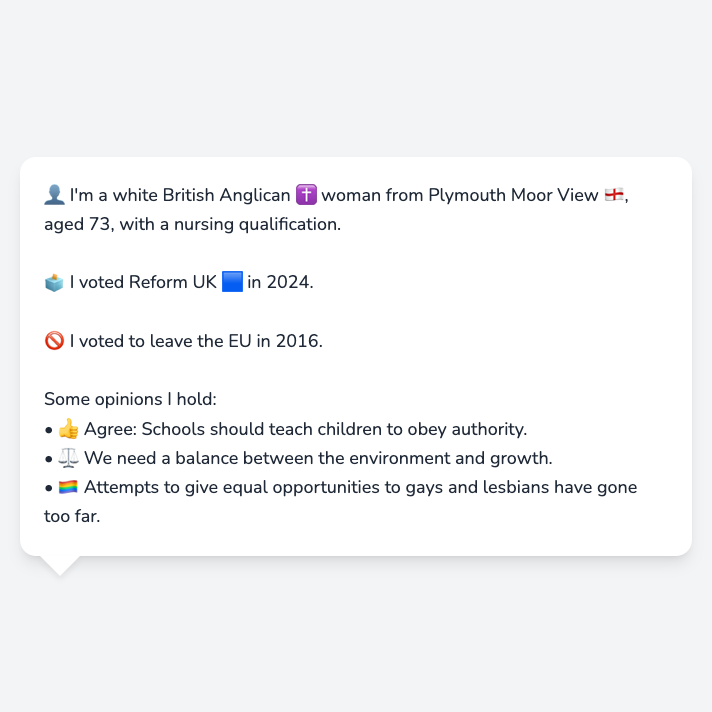 👤 I'm a white British Anglican ✝️ woman from Plymouth Moor View 🏴󠁧󠁢󠁥󠁮󠁧󠁿,
aged 73, with a nursing qualification.
🗳️ I voted Reform UK 🟦 in 2024.
🚫 I voted to leave the EU in 2016.
Some opinions I hold:
• 👍 Agree: Schools should teach children to obey authority.
• ⚖️ We need a balance between the environment and growth.
• 🏳️‍🌈 Attempts to give equal opportunities to gays and lesbians have gone
too far.